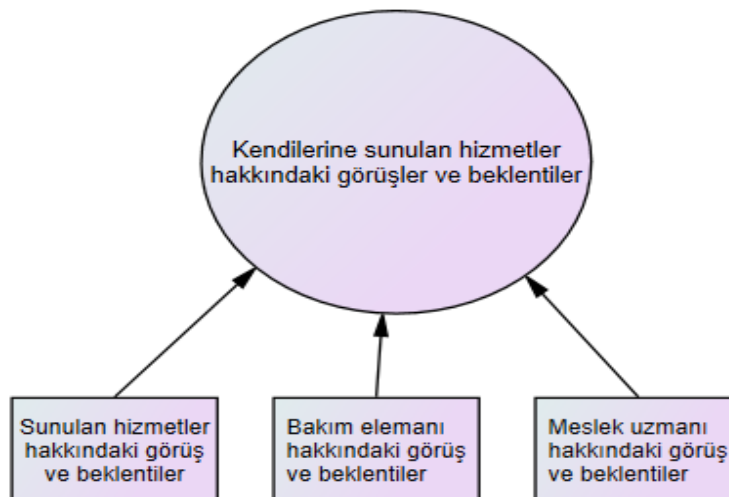 Kendilerine sunulan hizmetler
hakkındaki görüşler ve beklentiler
Sunulan hizmetler
hakkındaki görüş
ve beklentiler
Bakım elemanı
hakkındaki görüş
ve beklentiler
Meslek uzmanı
hakkındaki görüş
ve beklentiler